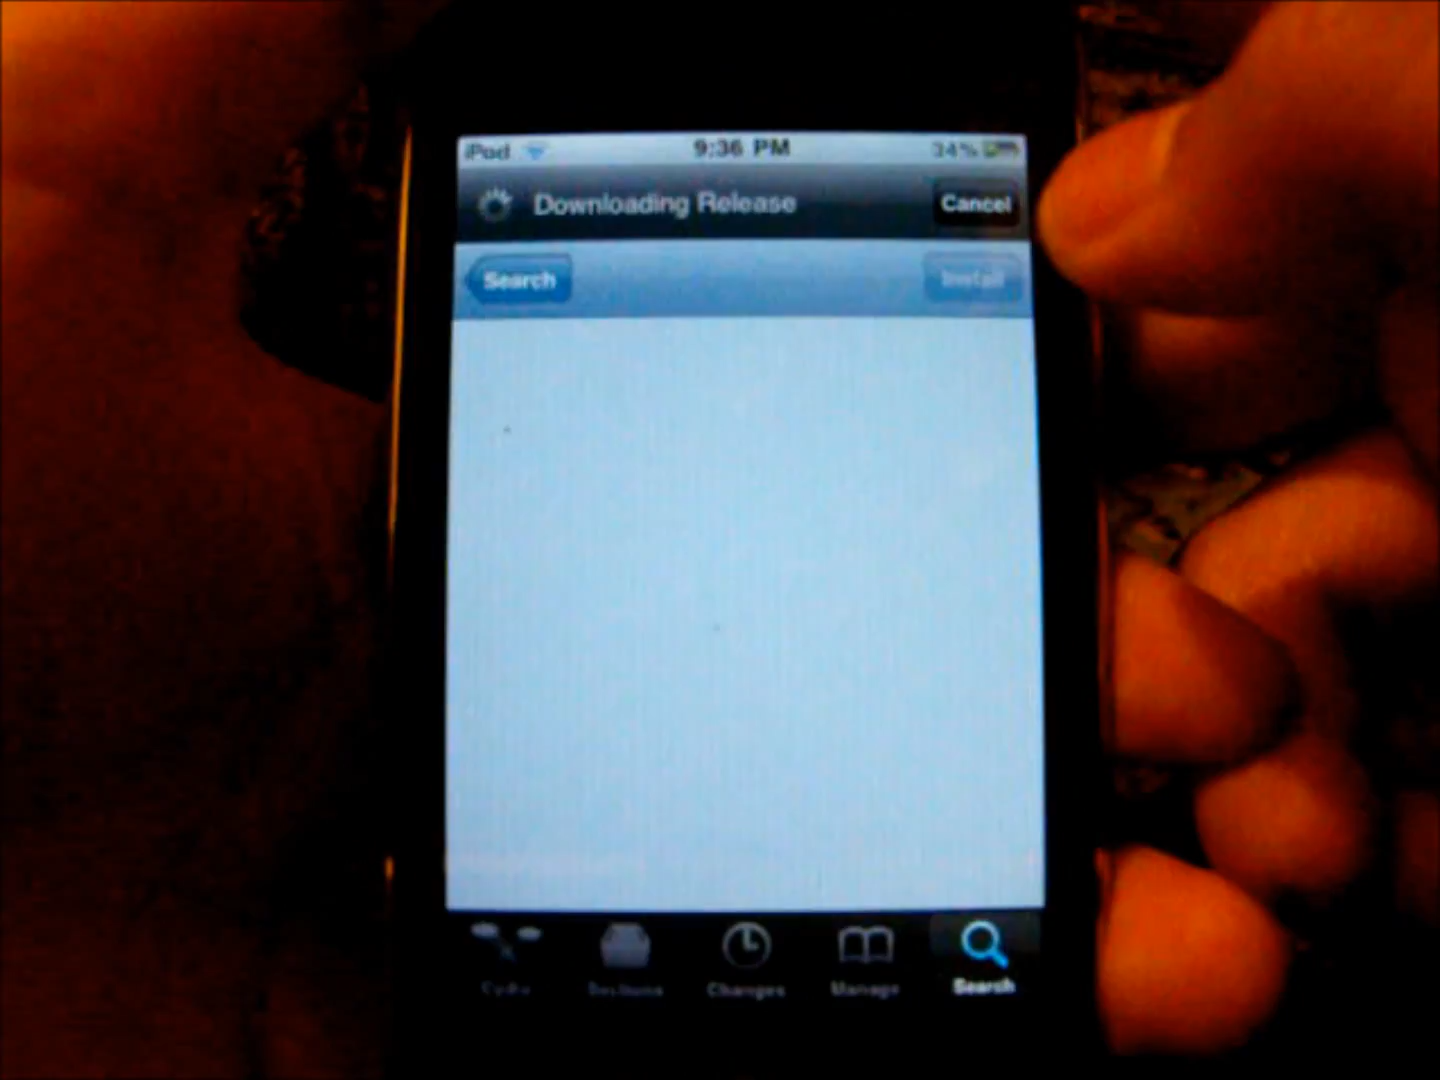 iPod 9:36 PM 34%
Downloading Release Cancel
Search Install
Cydia Sections Changes Manage Search